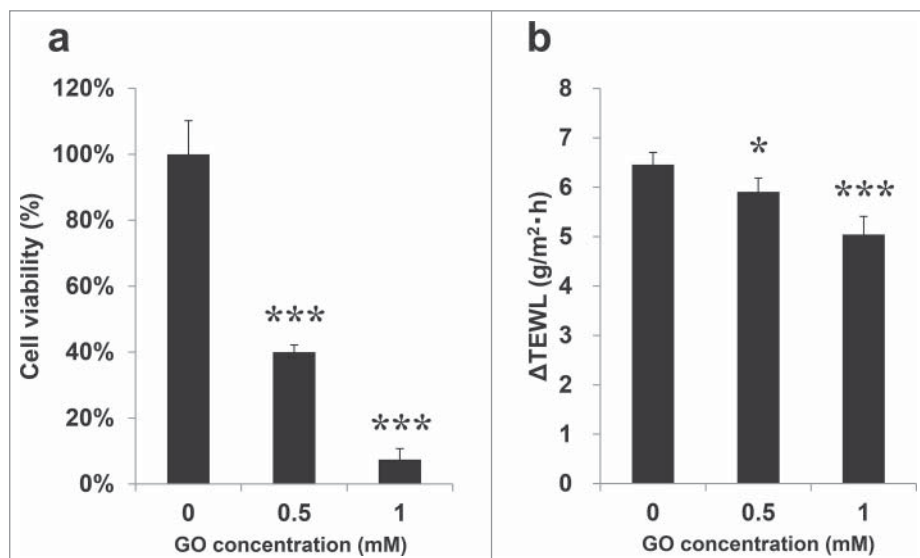 a
120%
100%
80%
60%
40%
20%
0%
Cell viability (%)
***
***
0 0.5 1
GO concentration (mM)
b
8
7
6
5
4
3
2
1
0
ΔTEWL (g/m²·h)
*
***
0 0.5 1
GO concentration (mM)